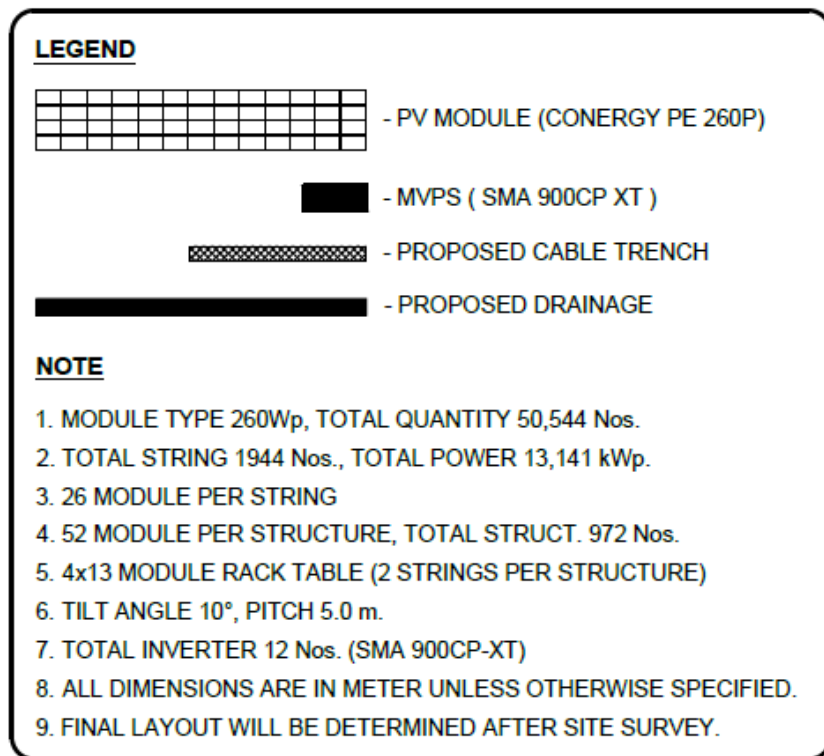 LEGEND
- PV MODULE (CONERGY PE 260P)
- MVPS ( SMA 900CP XT )
- PROPOSED CABLE TRENCH
- PROPOSED DRAINAGE
NOTE
1. MODULE TYPE 260Wp, TOTAL QUANTITY 50,544 Nos.
2. TOTAL STRING 1944 Nos., TOTAL POWER 13,141 kWp.
3. 26 MODULE PER STRING
4. 52 MODULE PER STRUCTURE, TOTAL STRUCT. 972 Nos.
5. 4x13 MODULE RACK TABLE (2 STRINGS PER STRUCTURE)
6. TILT ANGLE 10°, PITCH 5.0 m.
7. TOTAL INVERTER 12 Nos. (SMA 900CP-XT)
8. ALL DIMENSIONS ARE IN METER UNLESS OTHERWISE SPECIFIED.
9. FINAL LAYOUT WILL BE DETERMINED AFTER SITE SURVEY.